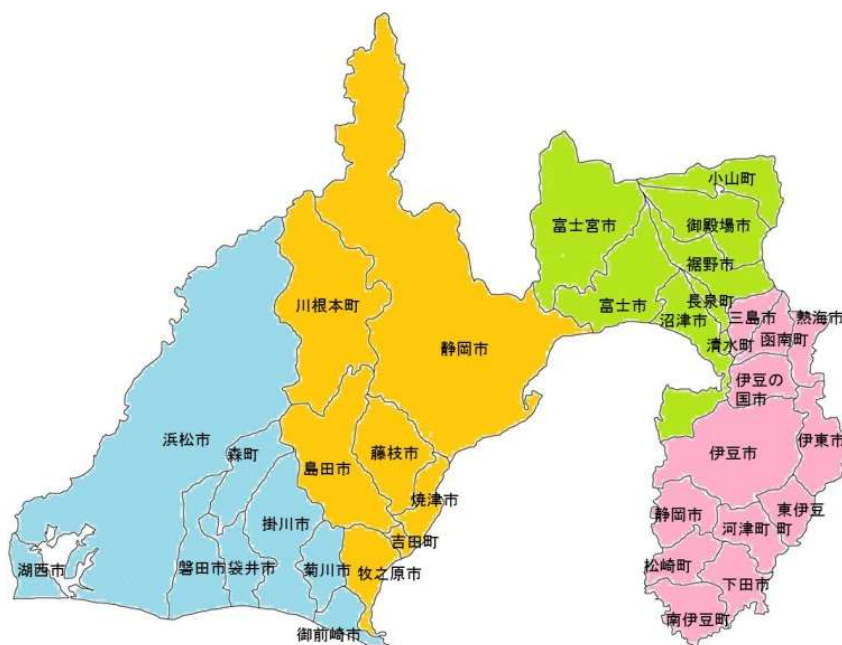 小山町
富士宮市
御殿場市
裾野市
長泉町
富士市
沼津市
三島市
熱海市
函南町
清水町
川根本町
静岡市
伊豆の
国市
浜松市
森町
島田市
藤枝市
伊豆市
伊東市
焼津市
掛川市
静岡市
河津町
東伊豆
町
吉田町
湖西市
磐田市
袋井市
菊川市
牧之原市
松崎町
下田市
南伊豆町
御前崎市